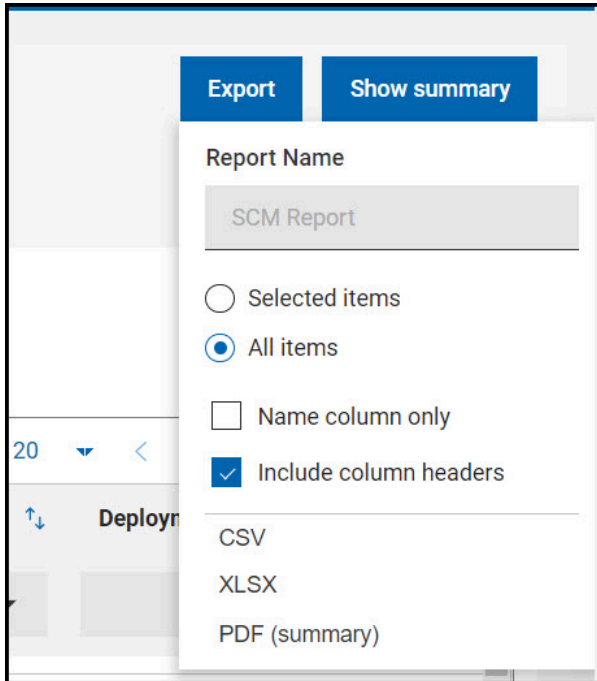 Export Show summary
Report Name
SCM Report
Selected items
All items
Name column only
20
Include column headers
Deployn
CSV
XLSX
PDF (summary)